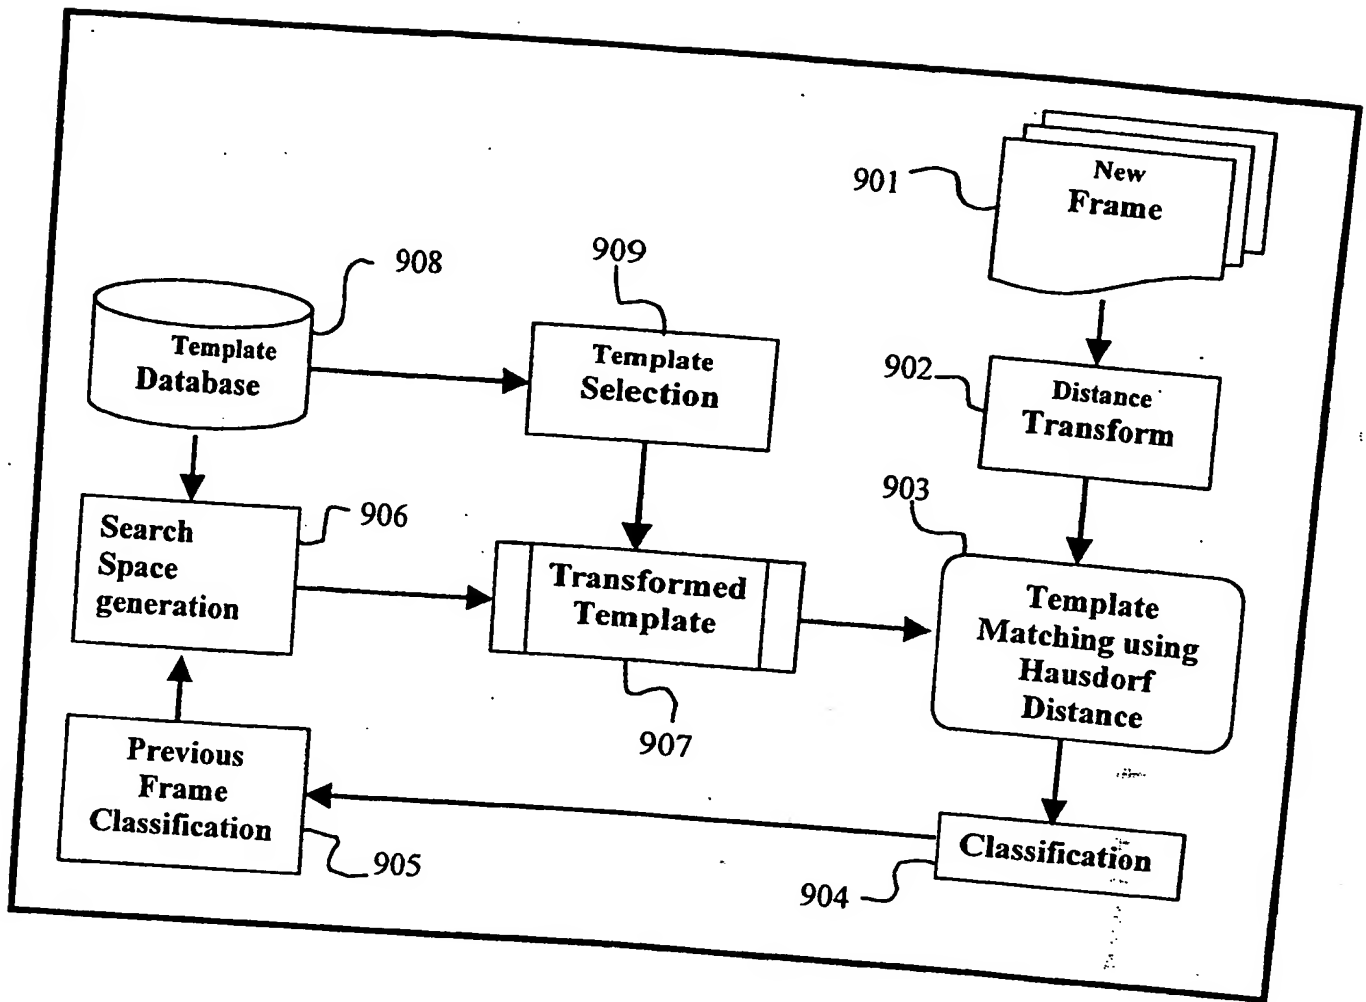 901
New
Frame
908
909
Template
Database
Template
Selection
902
Distance
Transform
903
906
Search
Space
generation
Transformed
Template
Template
Matching using
Hausdorf
Distance
907
Previous
Frame
Classification
905
904
Classification